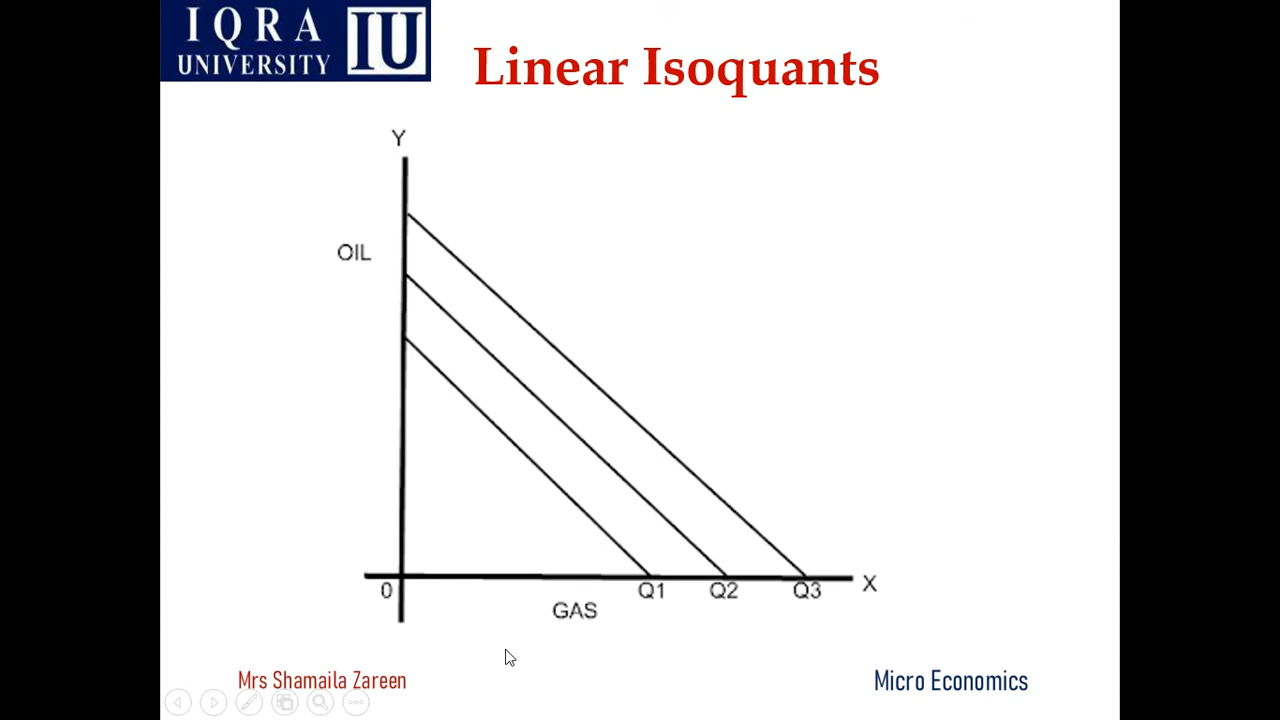 IQRA
UNIVERSITY
IU
Linear Isoquants
Y
OIL
0
Q1
Q2
Q3
X
GAS
Mrs Shamaila Zareen
Micro Economics